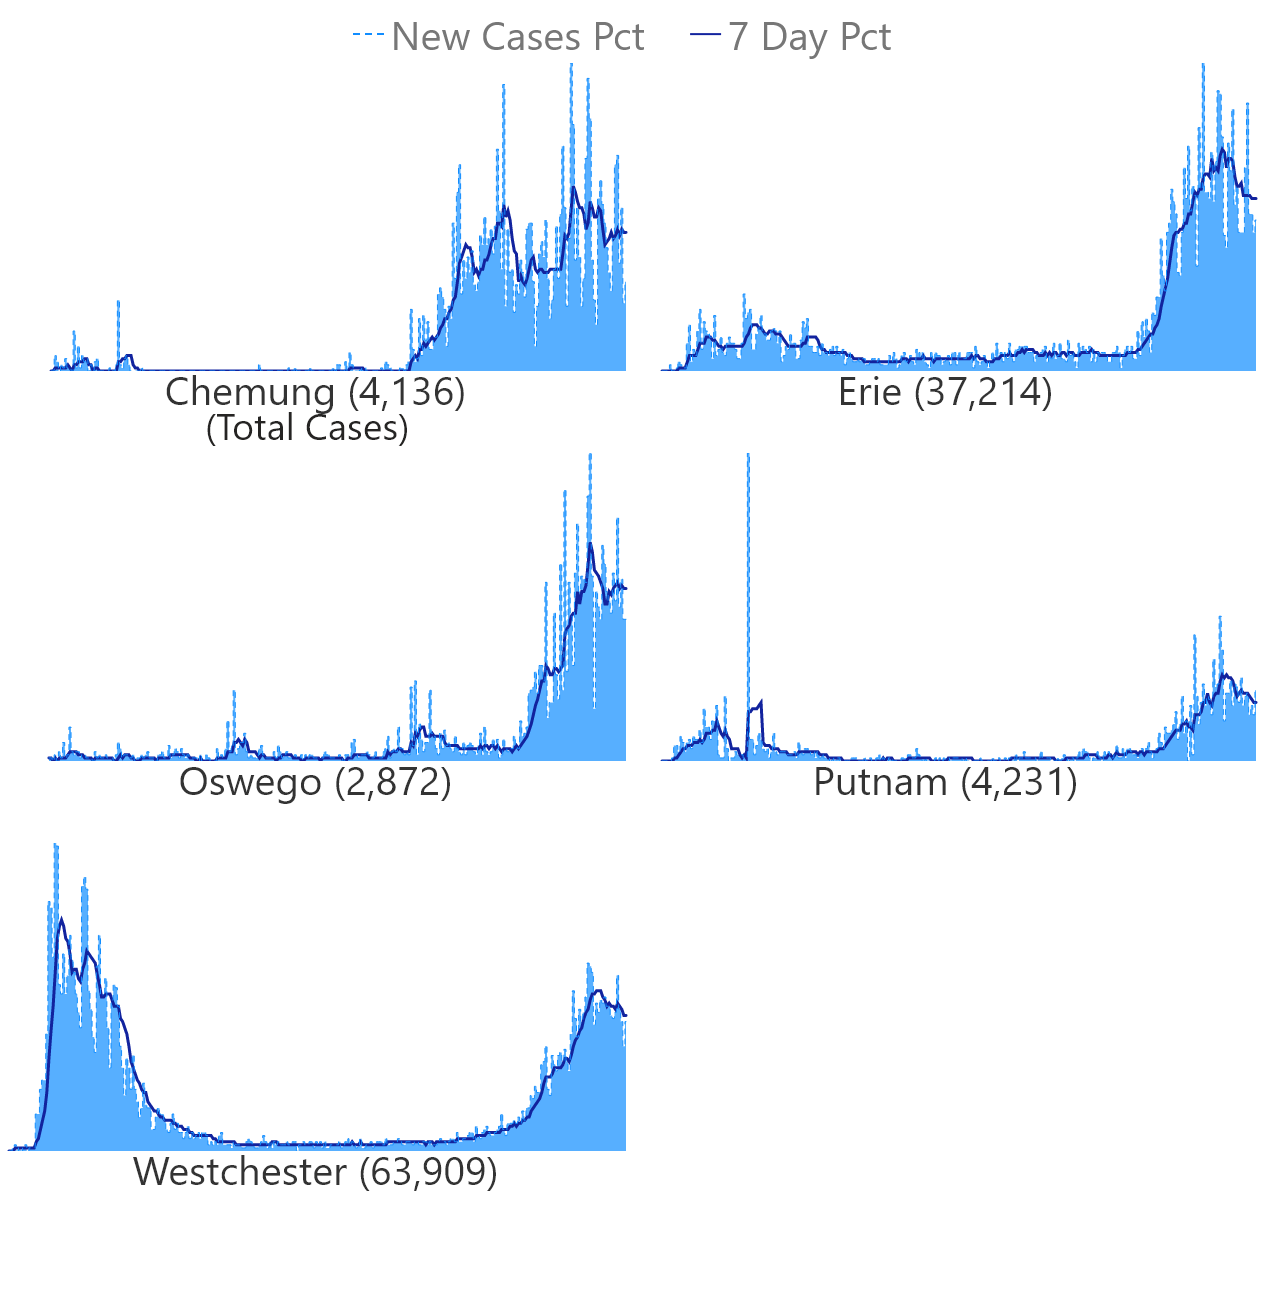 New Cases Pct 7 Day Pct
Chemung (4,136)
(Total Cases)
Erie (37,214)
Oswego (2,872)
Putnam (4,231)
Westchester (63,909)